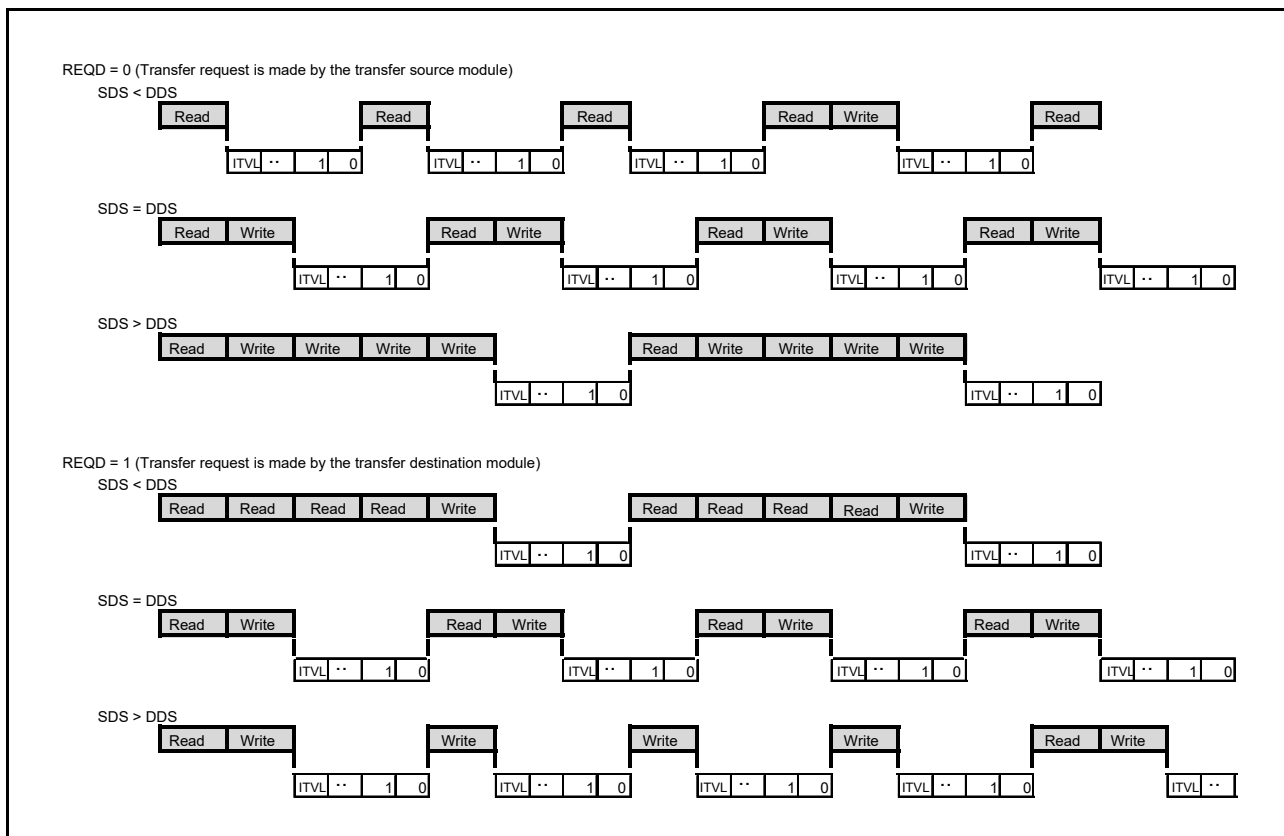 REQD = 0 (Transfer request is made by the transfer source module)
SDS < DDS
Read Read Read Read Write Read
ITVL ·· 1 0 ITVL ·· 1 0 ITVL ·· 1 0 ITVL ·· 1 0
SDS = DDS
Read Write Read Write Read Write Read Write
ITVL ·· 1 0 ITVL ·· 1 0 ITVL ·· 1 0 ITVL ·· 1 0
SDS > DDS
Read Write Write Write Write Read Write Write Write Write
ITVL ·· 1 0 ITVL ·· 1 0
REQD = 1 (Transfer request is made by the transfer destination module)
SDS < DDS
Read Read Read Read Write Read Read Read Read Write
ITVL ·· 1 0 ITVL ·· 1 0
SDS = DDS
Read Write Read Write Read Write Read Write
ITVL ·· 1 0 ITVL ·· 1 0 ITVL ·· 1 0 ITVL ·· 1 0
SDS > DDS
Read Write Write Write Write Read Write
ITVL ·· 1 0 ITVL ·· 1 0 ITVL ·· 1 0 ITVL ·· 1 0 ITVL ··